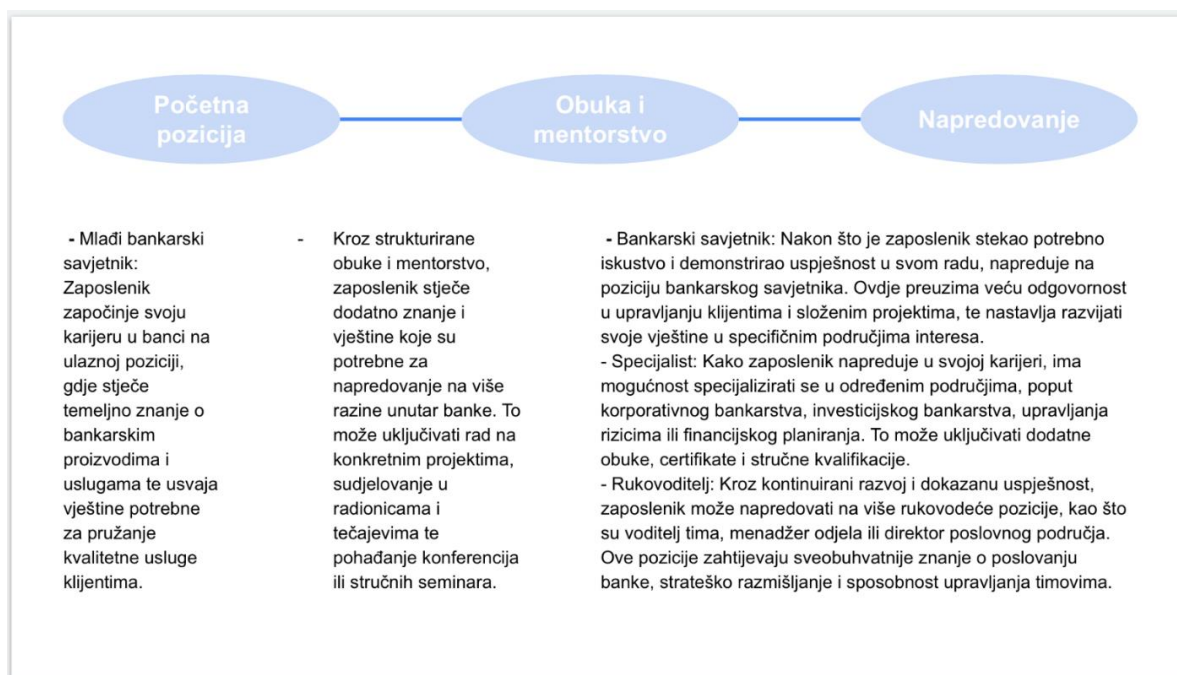 Početna
pozicija
Obuka i
mentorstvo
Napredovanje
- Mlađi bankarski
savjetnik:
Zaposlenik
započinje svoju
karijeru u banci na
ulaznoj poziciji,
gdje stječe
temeljno znanje o
bankarskim
proizvodima i
uslugama te usvaja
vještine potrebne
za pružanje
kvalitetne usluge
klijentima.
- Kroz strukturirane
obuke i mentorstvo,
zaposlenik stječe
dodatno znanje i
vještine koje su
potrebne za
napredovanje na više
razine unutar banke. To
može uključivati rad na
konkretnim projektima,
sudjelovanje u
radionicama i
tečajevima te
pohađanje konferencija
ili stručnih seminara.
- Bankarski savjetnik: Nakon što je zaposlenik stekao potrebno
iskustvo i demonstrirao uspješnost u svom radu, napreduje na
poziciju bankarskog savjetnika. Ovdje preuzima veću odgovornost
u upravljanju klijentima i složenim projektima, te nastavlja razvijati
svoje vještine u specifičnim područjima interesa.
- Specijalist: Kako zaposlenik napreduje u svojoj karijeri, ima
mogućnost specijalizirati se u određenim područjima, poput
korporativnog bankarstva, investicijskog bankarstva, upravljanja
rizicima ili financijskog planiranja. To može uključivati dodatne
obuke, certifikate i stručne kvalifikacije.
- Rukovoditelj: Kroz kontinuirani razvoj i dokazanu uspješnost,
zaposlenik može napredovati na više rukovodeće pozicije, kao što
su voditelj tima, menadžer odjela ili direktor poslovnog područja.
Ove pozicije zahtijevaju sveobuhvatnije znanje o poslovanju
banke, strateško razmišljanje i sposobnost upravljanja timovima.